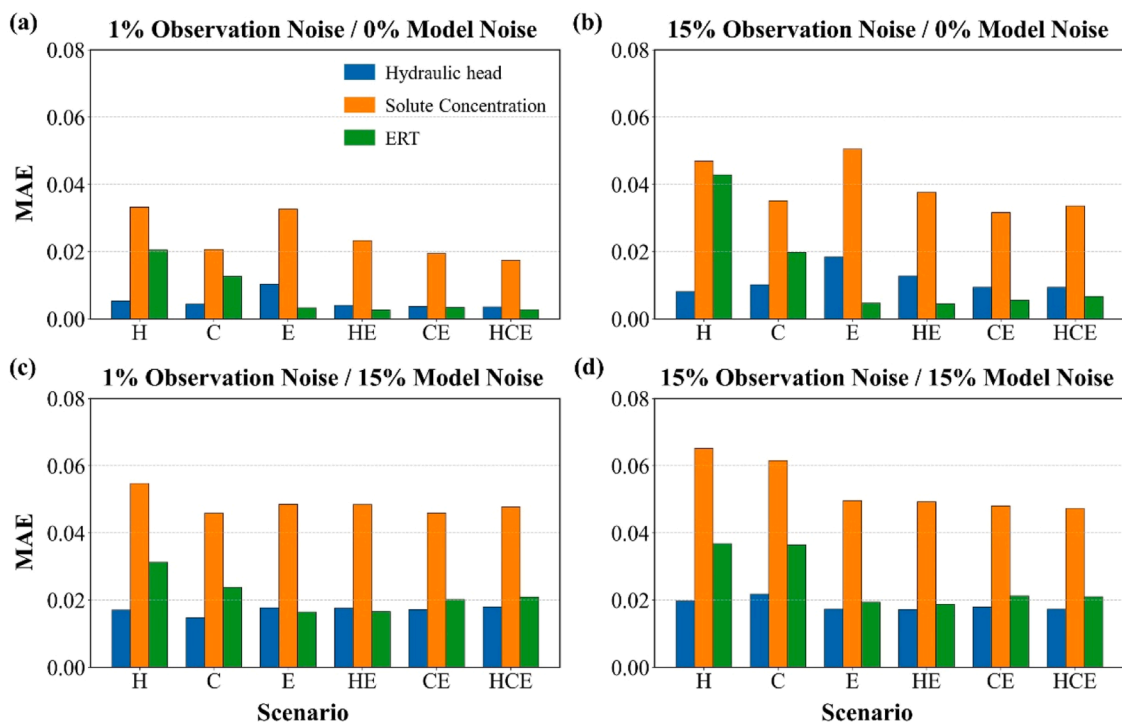 (a) 1% Observation Noise / 0% Model Noise
0.08
0.06
0.04
0.02
0.00
MAE
Hydraulic head
Solute Concentration
ERT
H C E HE CE HCE
(b) 15% Observation Noise / 0% Model Noise
0.08
0.06
0.04
0.02
0.00
H C E HE CE HCE
(c) 1% Observation Noise / 15% Model Noise
0.08
0.06
0.04
0.02
0.00
MAE
H C E HE CE HCE
Scenario
(d) 15% Observation Noise / 15% Model Noise
0.08
0.06
0.04
0.02
0.00
H C E HE CE HCE
Scenario